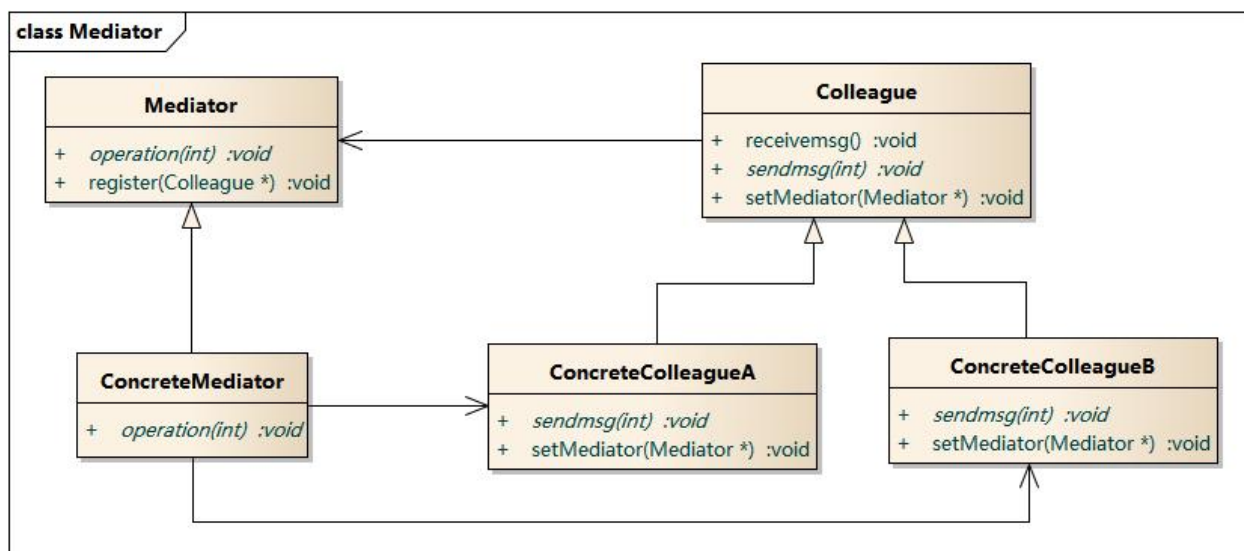 class Mediator
Mediator
+ operation(int) :void
+ register(Colleague *) :void
Colleague
+ receivemsg() :void
+ sendmsg(int) :void
+ setMediator(Mediator *) :void
ConcreteMediator
+ operation(int) :void
ConcreteColleagueA
+ sendmsg(int) :void
+ setMediator(Mediator *) :void
ConcreteColleagueB
+ sendmsg(int) :void
+ setMediator(Mediator *) :void